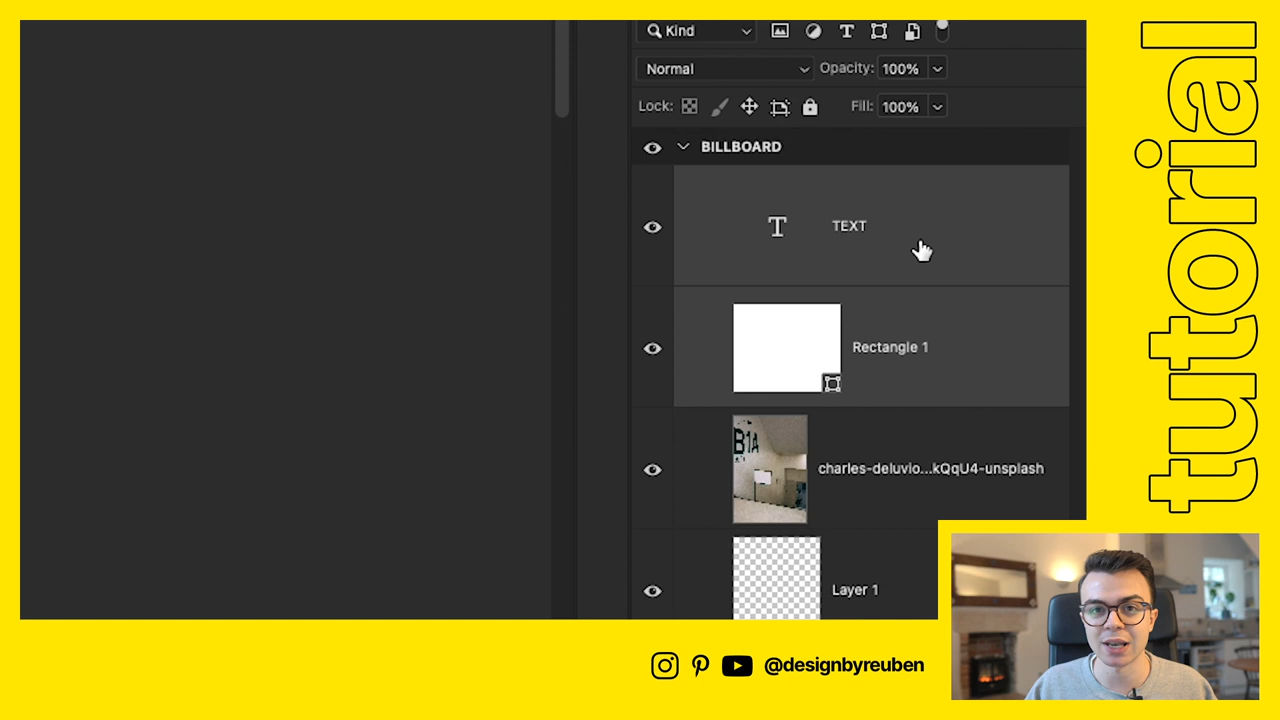 Kind
Normal
Opacity: 100%
Lock:
Fill: 100%
BILLBOARD
T
TEXT
Rectangle 1
B1A
charles-deluvio...kQqU4-unsplash
Layer 1
tutorial
@designbyreuben